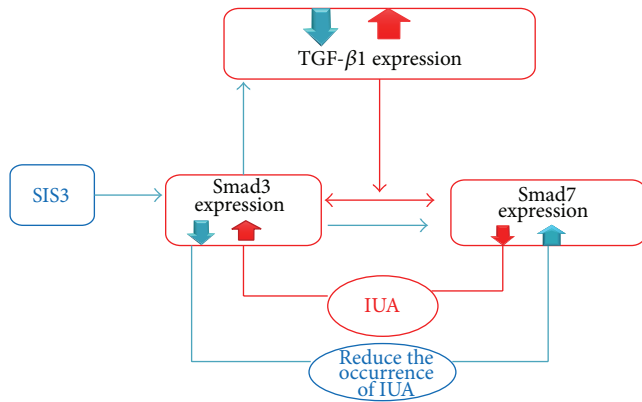 TGF-β1 expression
SIS3
Smad3
expression
Smad7
expression
IUA
Reduce the
occurrence
of IUA